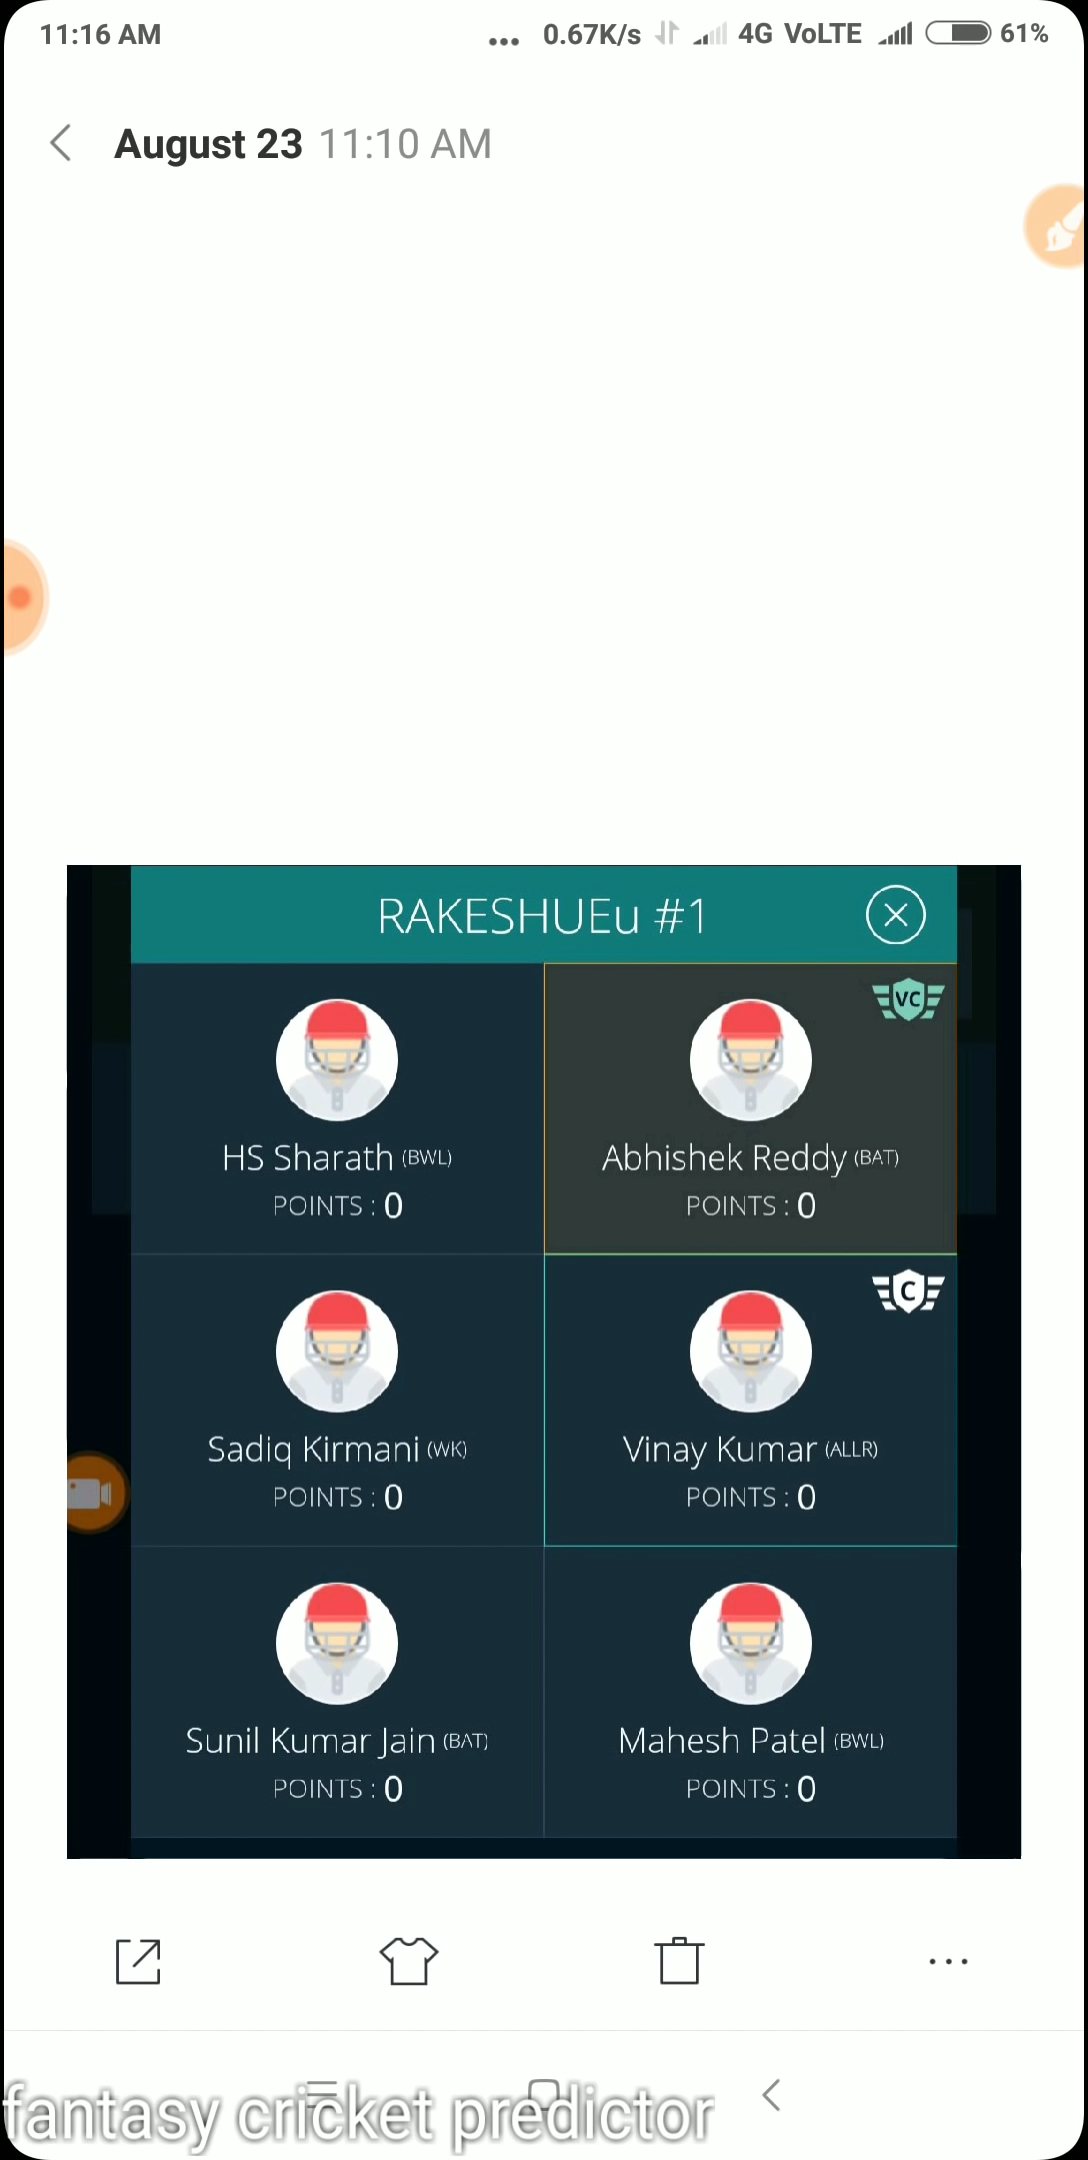 11:16 AM ... 0.67K/s 4G VoLTE 61%
August 23 11:10 AM
RAKESHUEu #1
VC
HS Sharath (BWL) Abhishek Reddy (BAT)
POINTS : 0 POINTS : 0
C
Sadiq Kirmani (WK) Vinay Kumar (ALLR)
POINTS : 0 POINTS : 0
Sunil Kumar Jain (BAT) Mahesh Patel (BWL)
POINTS : 0 POINTS : 0
fantasy cricket predictor